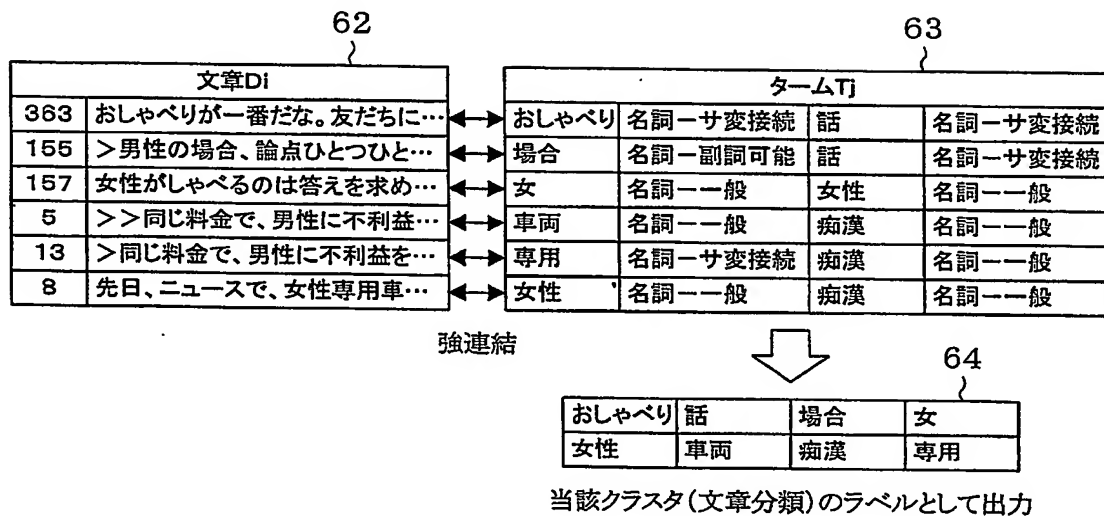 62
63
文章Di
タームTj
363 おしゃべりが一番だな。友だちに… おしゃべり 名詞ーサ変接続 話 名詞ーサ変接続
155 >男性の場合、論点ひとつひと… 場合 名詞ー副詞可能 話 名詞ーサ変接続
157 女性がしゃべるのは答えを求め… 女 名詞ー一般 女性 名詞ー一般
5 >>同じ料金で、男性に不利益… 車両 名詞ー一般 痴漢 名詞ー一般
13 >同じ料金で、男性に不利益を… 専用 名詞ーサ変接続 痴漢 名詞ー一般
8 先日、ニュースで、女性専用車… 女性 名詞ー一般 痴漢 名詞ー一般
強連結
64
おしゃべり 話 場合 女
女性 車両 痴漢 専用
当該クラスタ(文章分類)のラベルとして出力